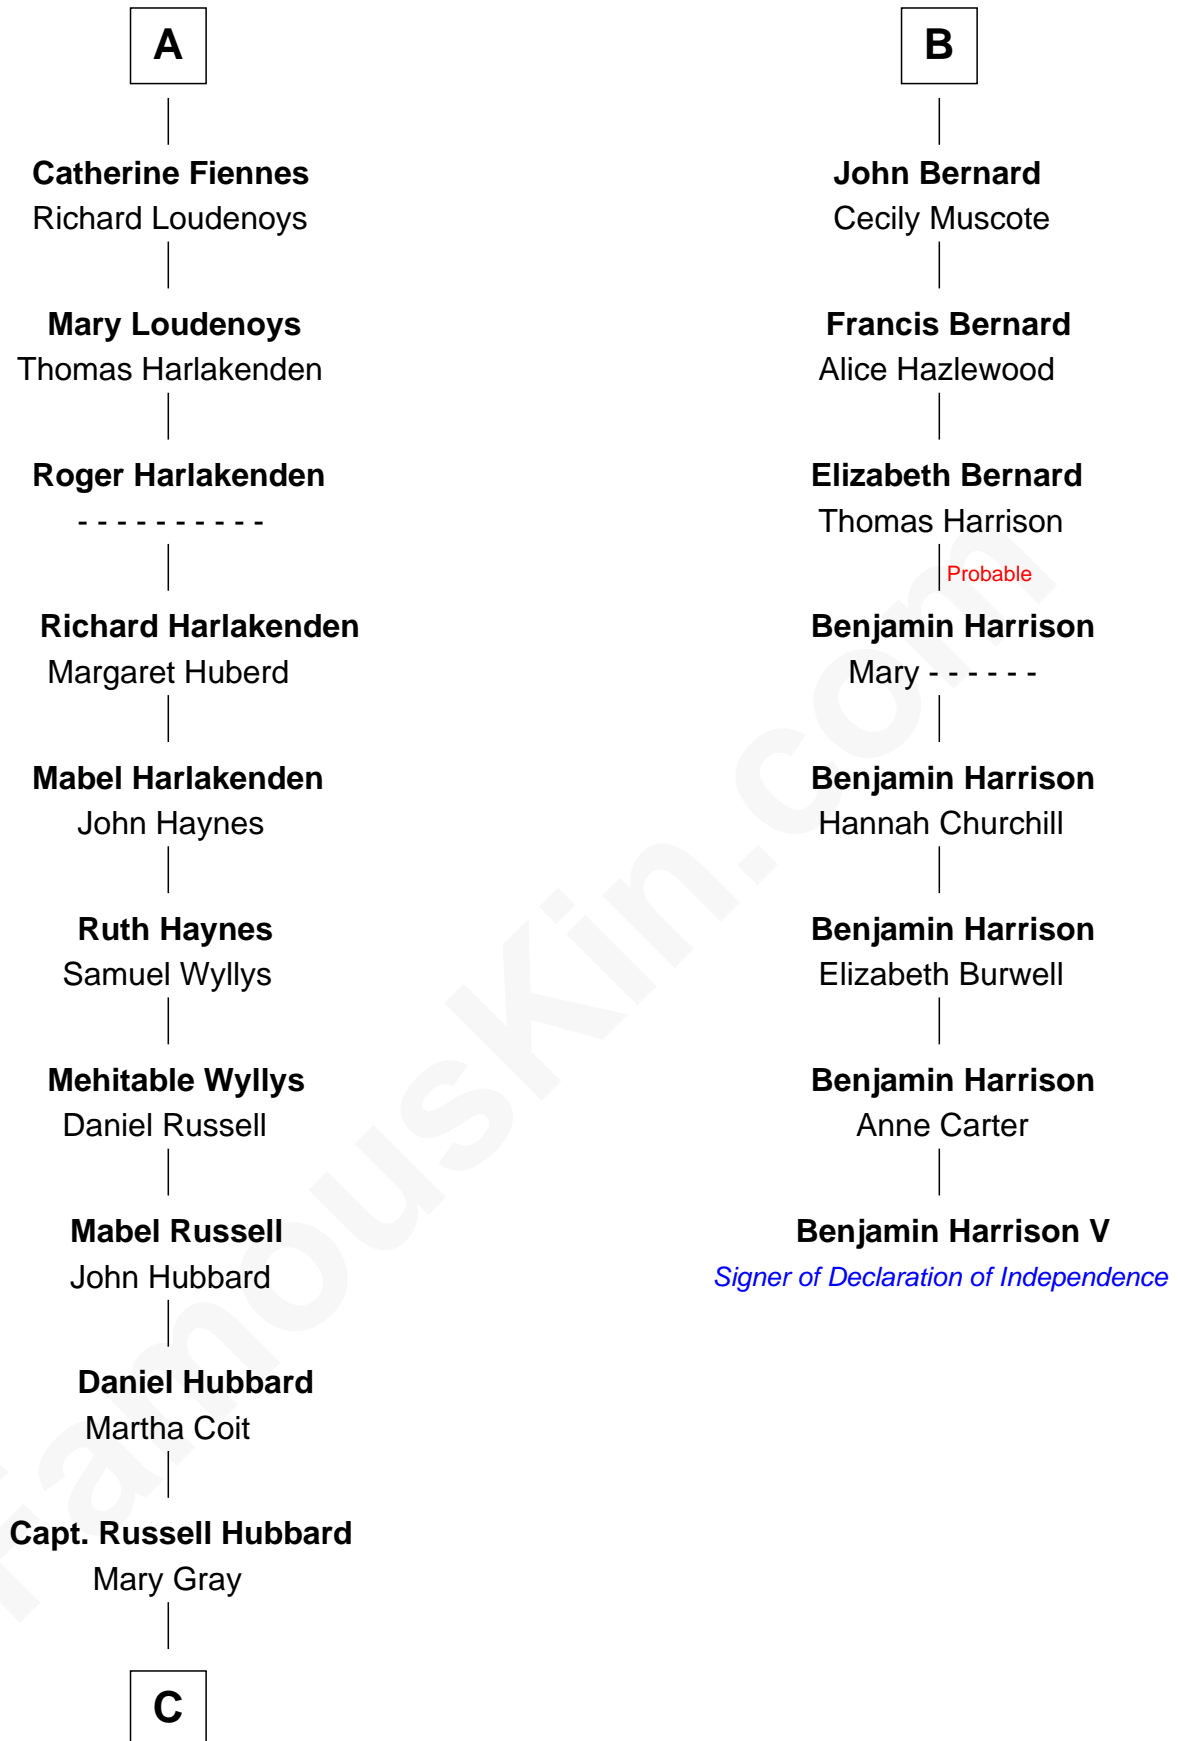 A
Catherine Fiennes
Richard Loudenoys
Mary Loudenoys
Thomas Harlakenden
Roger Harlakenden
- - - - - - - - - -
Richard Harlakenden
Margaret Huberd
Mabel Harlakenden
John Haynes
Ruth Haynes
Samuel Wyllys
Mehitable Wyllys
Daniel Russell
Mabel Russell
John Hubbard
Daniel Hubbard
Martha Coit
Capt. Russell Hubbard
Mary Gray
C
B
John Bernard
Cecily Muscote
Francis Bernard
Alice Hazlewood
Elizabeth Bernard
Thomas Harrison
Probable
Benjamin Harrison
Mary - - - - - -
Benjamin Harrison
Hannah Churchill
Benjamin Harrison
Elizabeth Burwell
Benjamin Harrison
Anne Carter
Benjamin Harrison V
Signer of Declaration of Independence
FamousKin.com